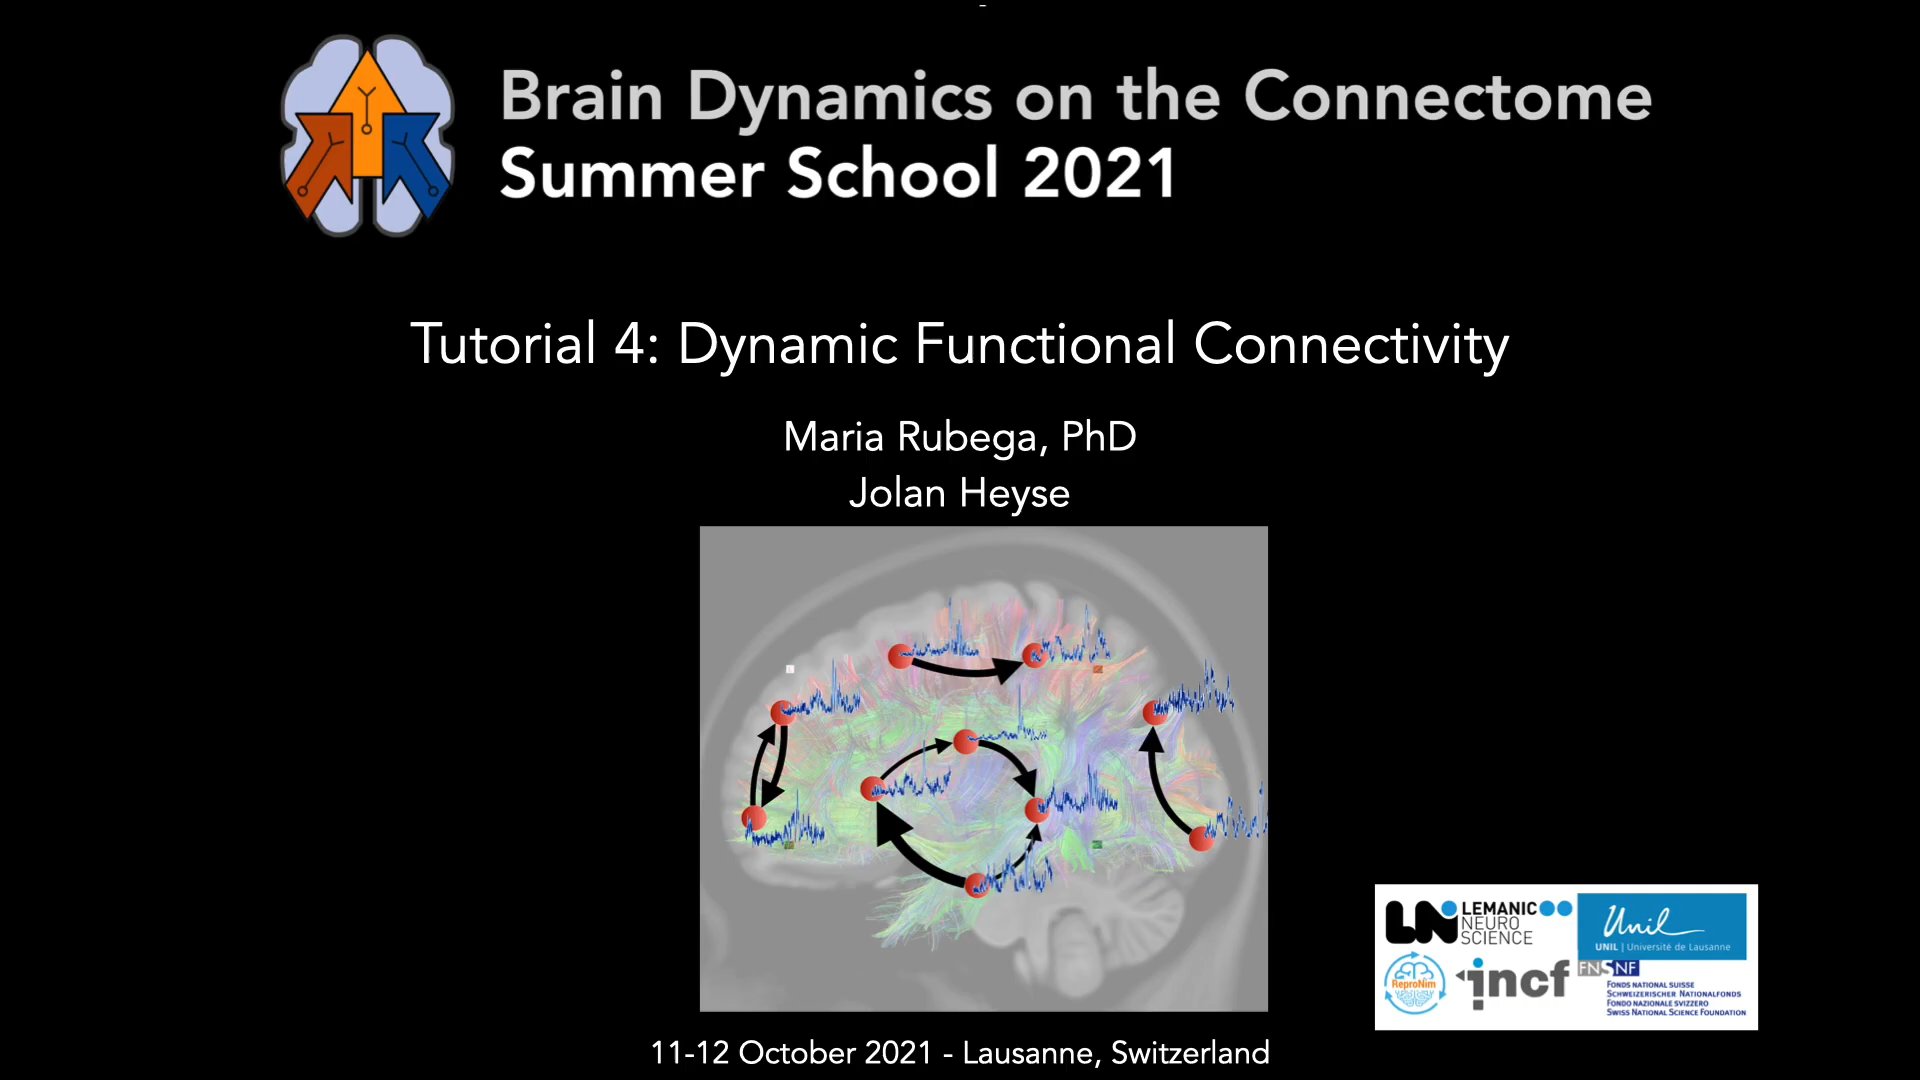 Brain Dynamics on the Connectome
Summer School 2021
Tutorial 4: Dynamic Functional Connectivity
Maria Rubega, PhD
Jolan Heyse
LEMANIC
NEURO
SCIENCE
Unil
UNIL | Université de Lausanne
ReproNim
incf
FNSNF
FONDS NATIONAL SUISSE
SCHWEIZERISCHER NATIONALFONDS
FONDO NAZIONALE SVIZZERO
SWISS NATIONAL SCIENCE FOUNDATION
11-12 October 2021 - Lausanne, Switzerland